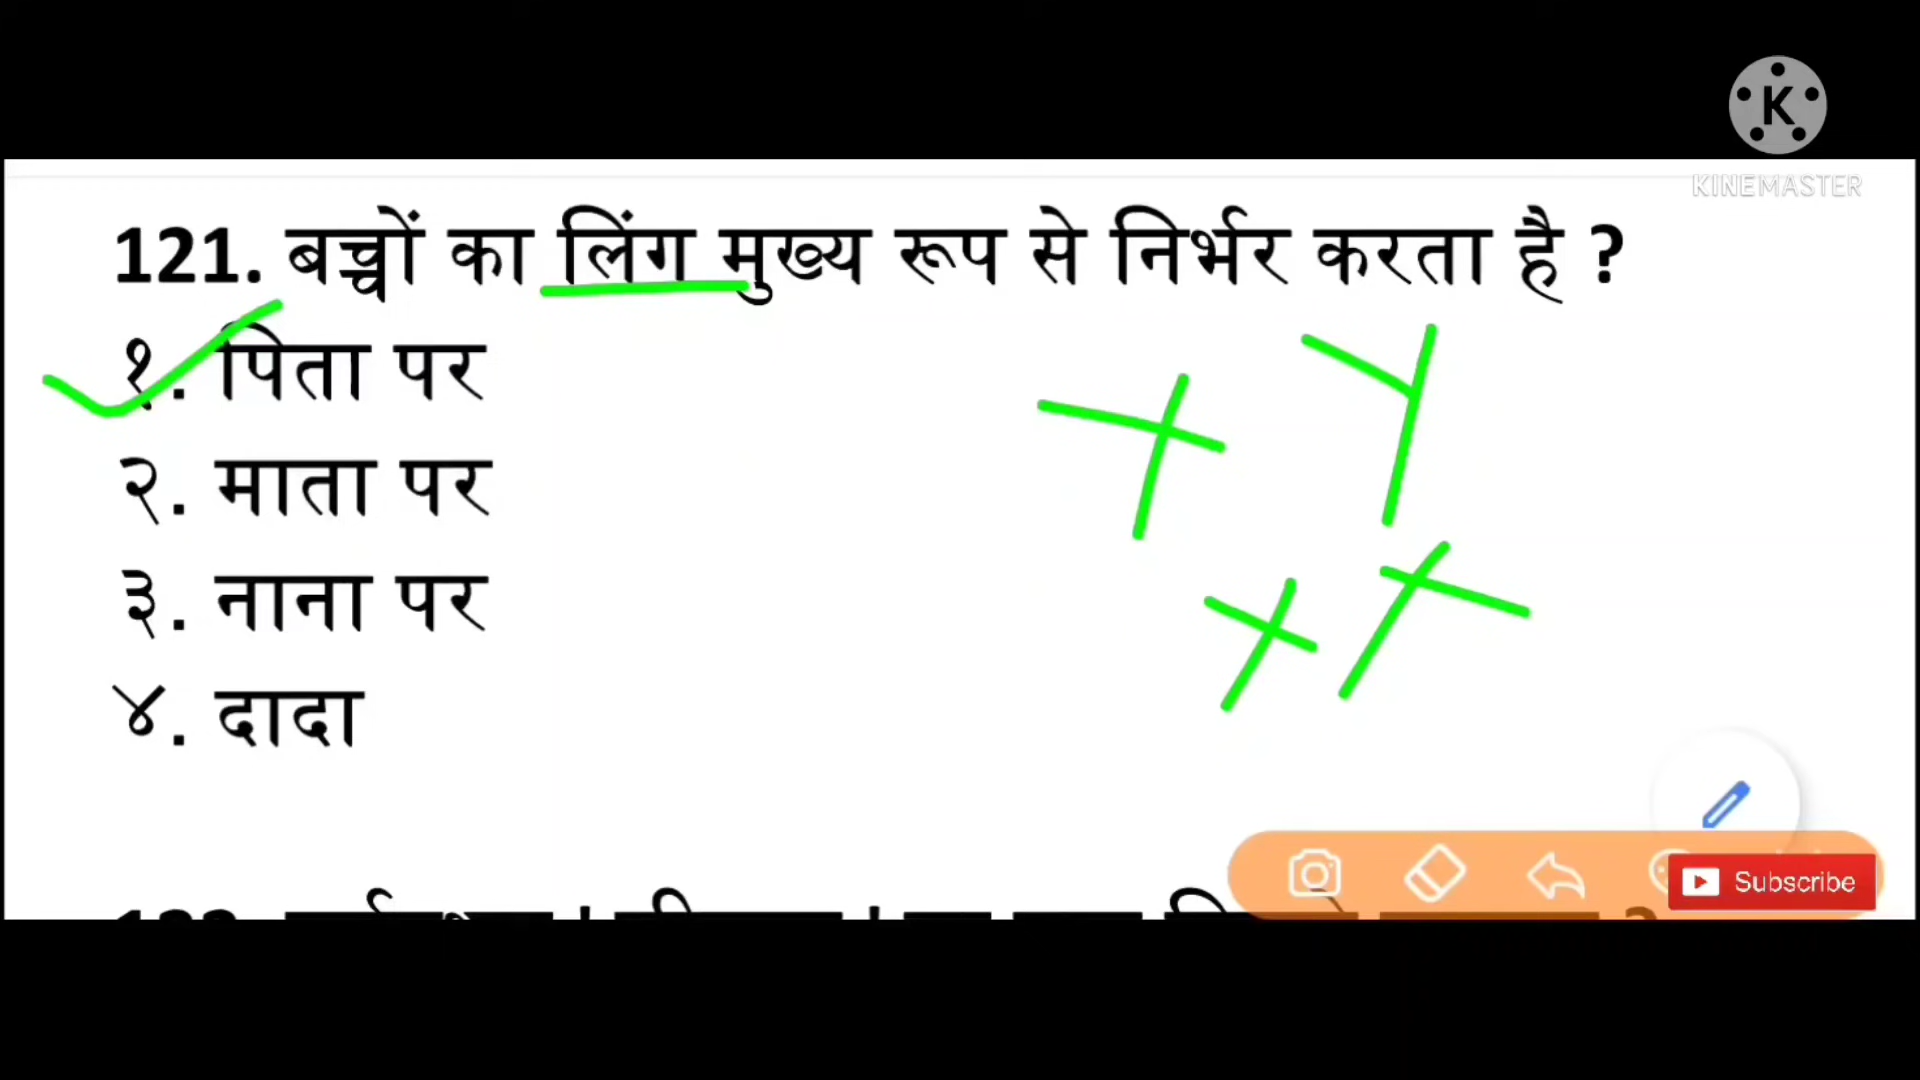 K
KINEMASTER
121. बच्चों का लिंग मुख्य रूप से निर्भर करता है ?
१. पिता पर
२. माता पर
३. नाना पर
४. दादा
X Y
X X
Subscribe